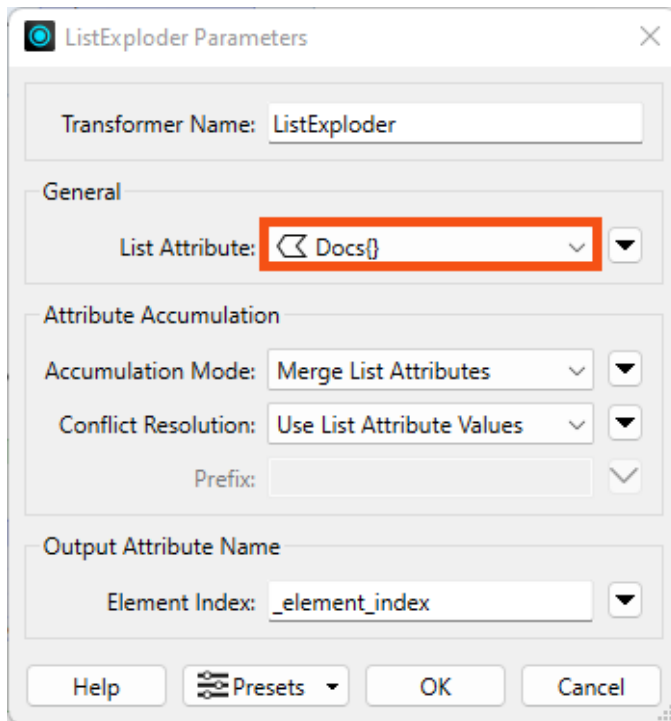 ListExploder Parameters
Transformer Name: ListExploder
General
List Attribute: Docs{}
Attribute Accumulation
Accumulation Mode: Merge List Attributes
Conflict Resolution: Use List Attribute Values
Prefix:
Output Attribute Name
Element Index: _element_index
Help Presets OK Cancel